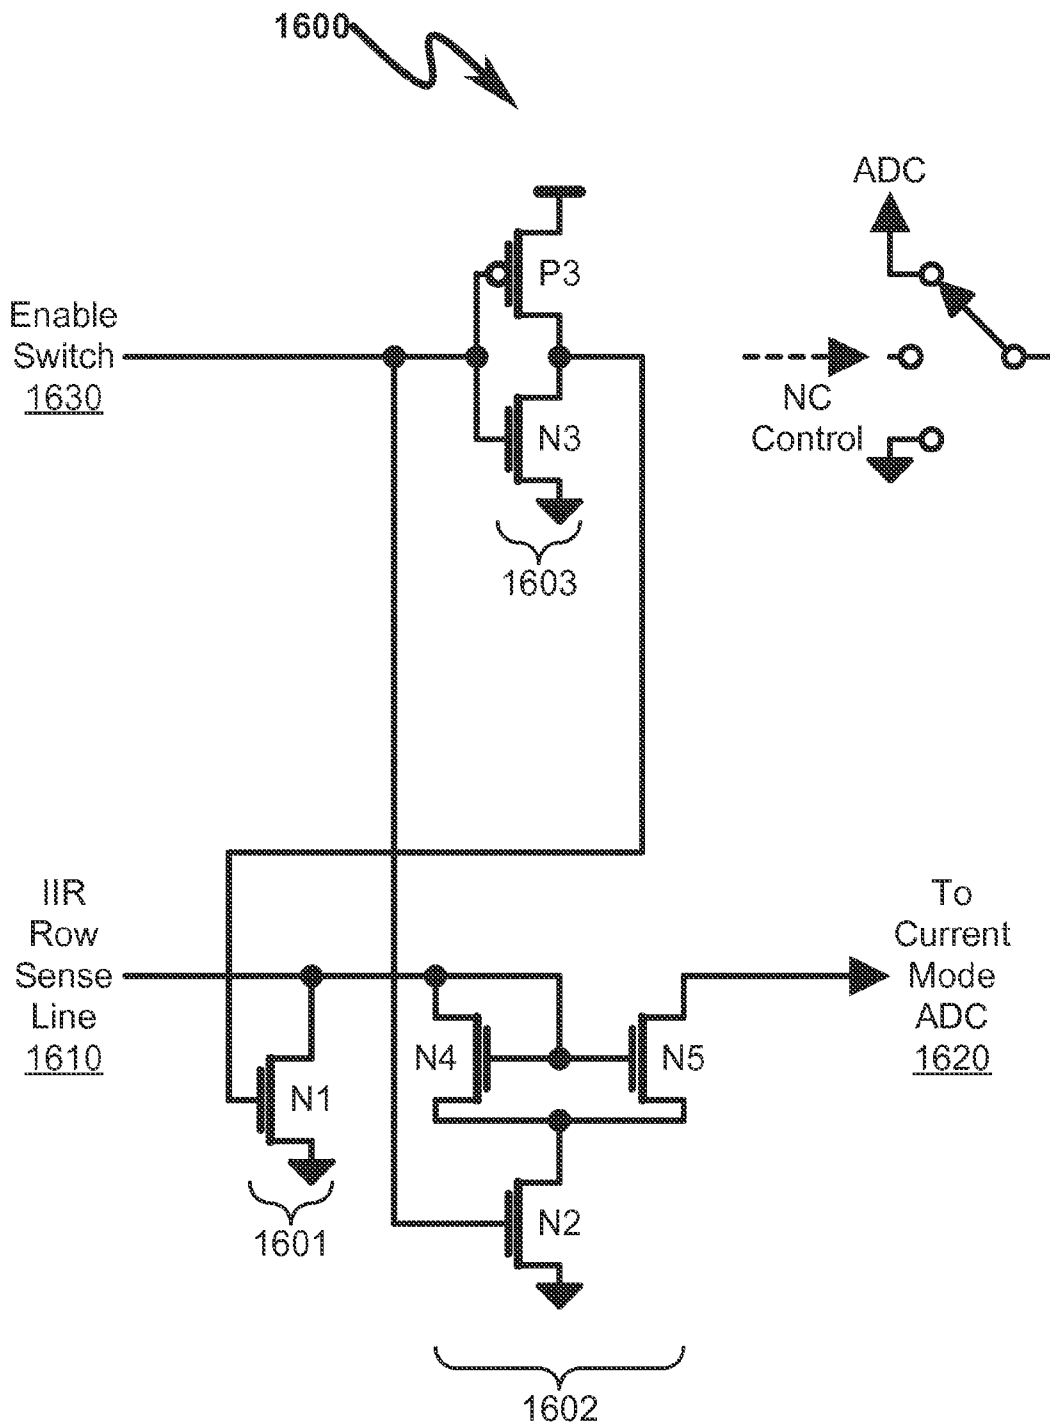 1600
ADC
P3
Enable
Switch
1630
N3
NC
Control
1603
IIR
Row
Sense
Line
1610
To
Current
Mode
ADC
1620
N4
N5
N1
1601
N2
1602